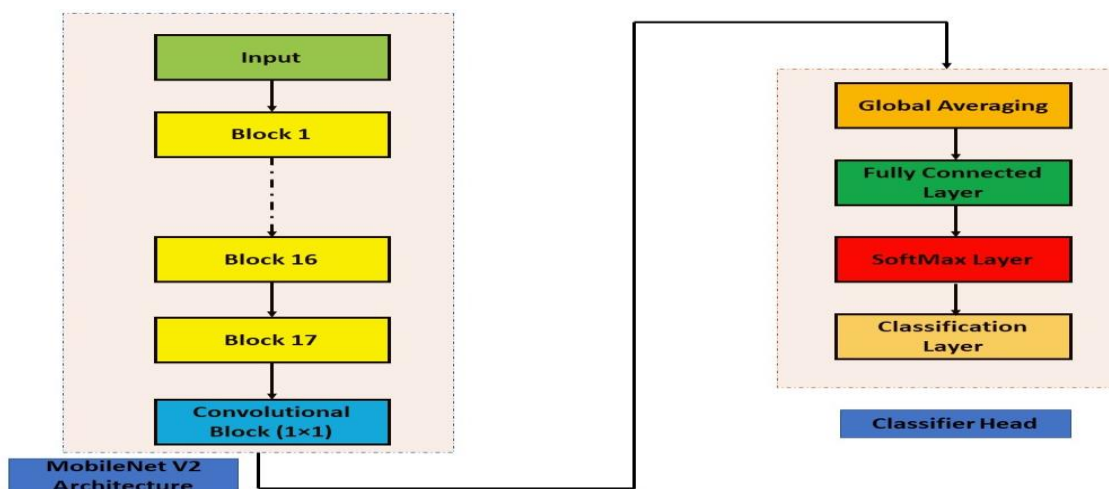 Input
Block 1
Block 16
Block 17
Convolutional
Block (1×1)
MobileNet V2
Architecture
Global Averaging
Fully Connected
Layer
SoftMax Layer
Classification
Layer
Classifier Head